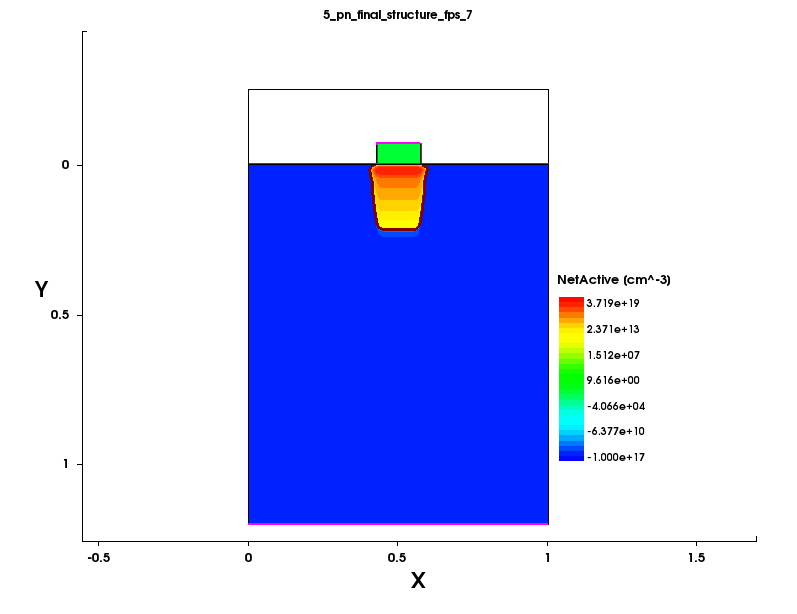 5_pn_final_structure_fps_7
0
0.5
1
Y
NetActive (cm^-3)
3.719e+19
2.371e+13
1.512e+07
9.616e+00
-4.066e+04
-6.377e+10
-1.000e+17
-0.5
0
0.5
1
1.5
X